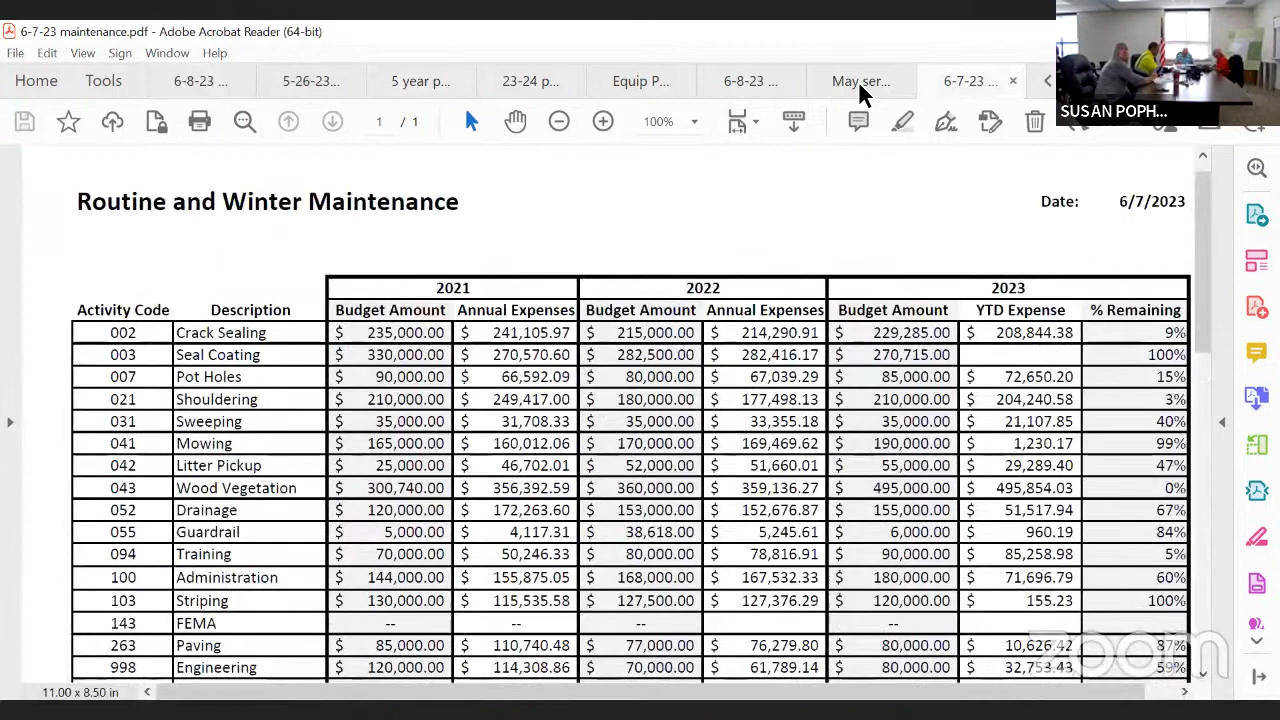 6-7-23 maintenance.pdf - Adobe Acrobat Reader (64-bit)
File Edit View Sign Window Help
Home Tools 6-8-23 ... 5-26-23... 5 year p... 23-24 p... Equip P... 6-8-23 ... May ser... 6-7-23 ... ×
SUSAN POPH...
1 / 1 100%
Routine and Winter Maintenance Date: 6/7/2023
2021 2022 2023
Activity Code Description Budget Amount Annual Expenses Budget Amount Annual Expenses Budget Amount YTD Expense % Remaining
002 Crack Sealing $ 235,000.00 $ 241,105.97 $ 215,000.00 $ 214,290.91 $ 229,285.00 $ 208,844.38 9%
003 Seal Coating $ 330,000.00 $ 270,570.60 $ 282,500.00 $ 282,416.17 $ 270,715.00 100%
007 Pot Holes $ 90,000.00 $ 66,592.09 $ 80,000.00 $ 67,039.29 $ 85,000.00 $ 72,650.20 15%
021 Shouldering $ 210,000.00 $ 249,417.00 $ 180,000.00 $ 177,498.13 $ 210,000.00 $ 204,240.58 3%
031 Sweeping $ 35,000.00 $ 31,708.33 $ 35,000.00 $ 33,355.18 $ 35,000.00 $ 21,107.85 40%
041 Mowing $ 165,000.00 $ 160,012.06 $ 170,000.00 $ 169,469.62 $ 190,000.00 $ 1,230.17 99%
042 Litter Pickup $ 25,000.00 $ 46,702.01 $ 52,000.00 $ 51,660.01 $ 55,000.00 $ 29,289.40 47%
043 Wood Vegetation $ 300,740.00 $ 356,392.59 $ 360,000.00 $ 359,136.27 $ 495,000.00 $ 495,854.03 0%
052 Drainage $ 120,000.00 $ 172,263.60 $ 153,000.00 $ 152,676.87 $ 155,000.00 $ 51,517.94 67%
055 Guardrail $ 5,000.00 $ 4,117.31 $ 38,618.00 $ 5,245.61 $ 6,000.00 $ 960.19 84%
094 Training $ 70,000.00 $ 50,246.33 $ 80,000.00 $ 78,816.91 $ 90,000.00 $ 85,258.98 5%
100 Administration $ 144,000.00 $ 155,875.05 $ 168,000.00 $ 167,532.33 $ 180,000.00 $ 71,696.79 60%
103 Striping $ 130,000.00 $ 115,535.58 $ 127,500.00 $ 127,376.29 $ 120,000.00 $ 155.23 100%
143 FEMA -- -- -- --
263 Paving $ 85,000.00 $ 110,740.48 $ 77,000.00 $ 76,279.80 $ 80,000.00 $ 10,626.42 87%
998 Engineering $ 120,000.00 $ 114,308.86 $ 70,000.00 $ 61,789.14 $ 80,000.00 $ 32,753.43 59%
zoom
11.00 x 8.50 in